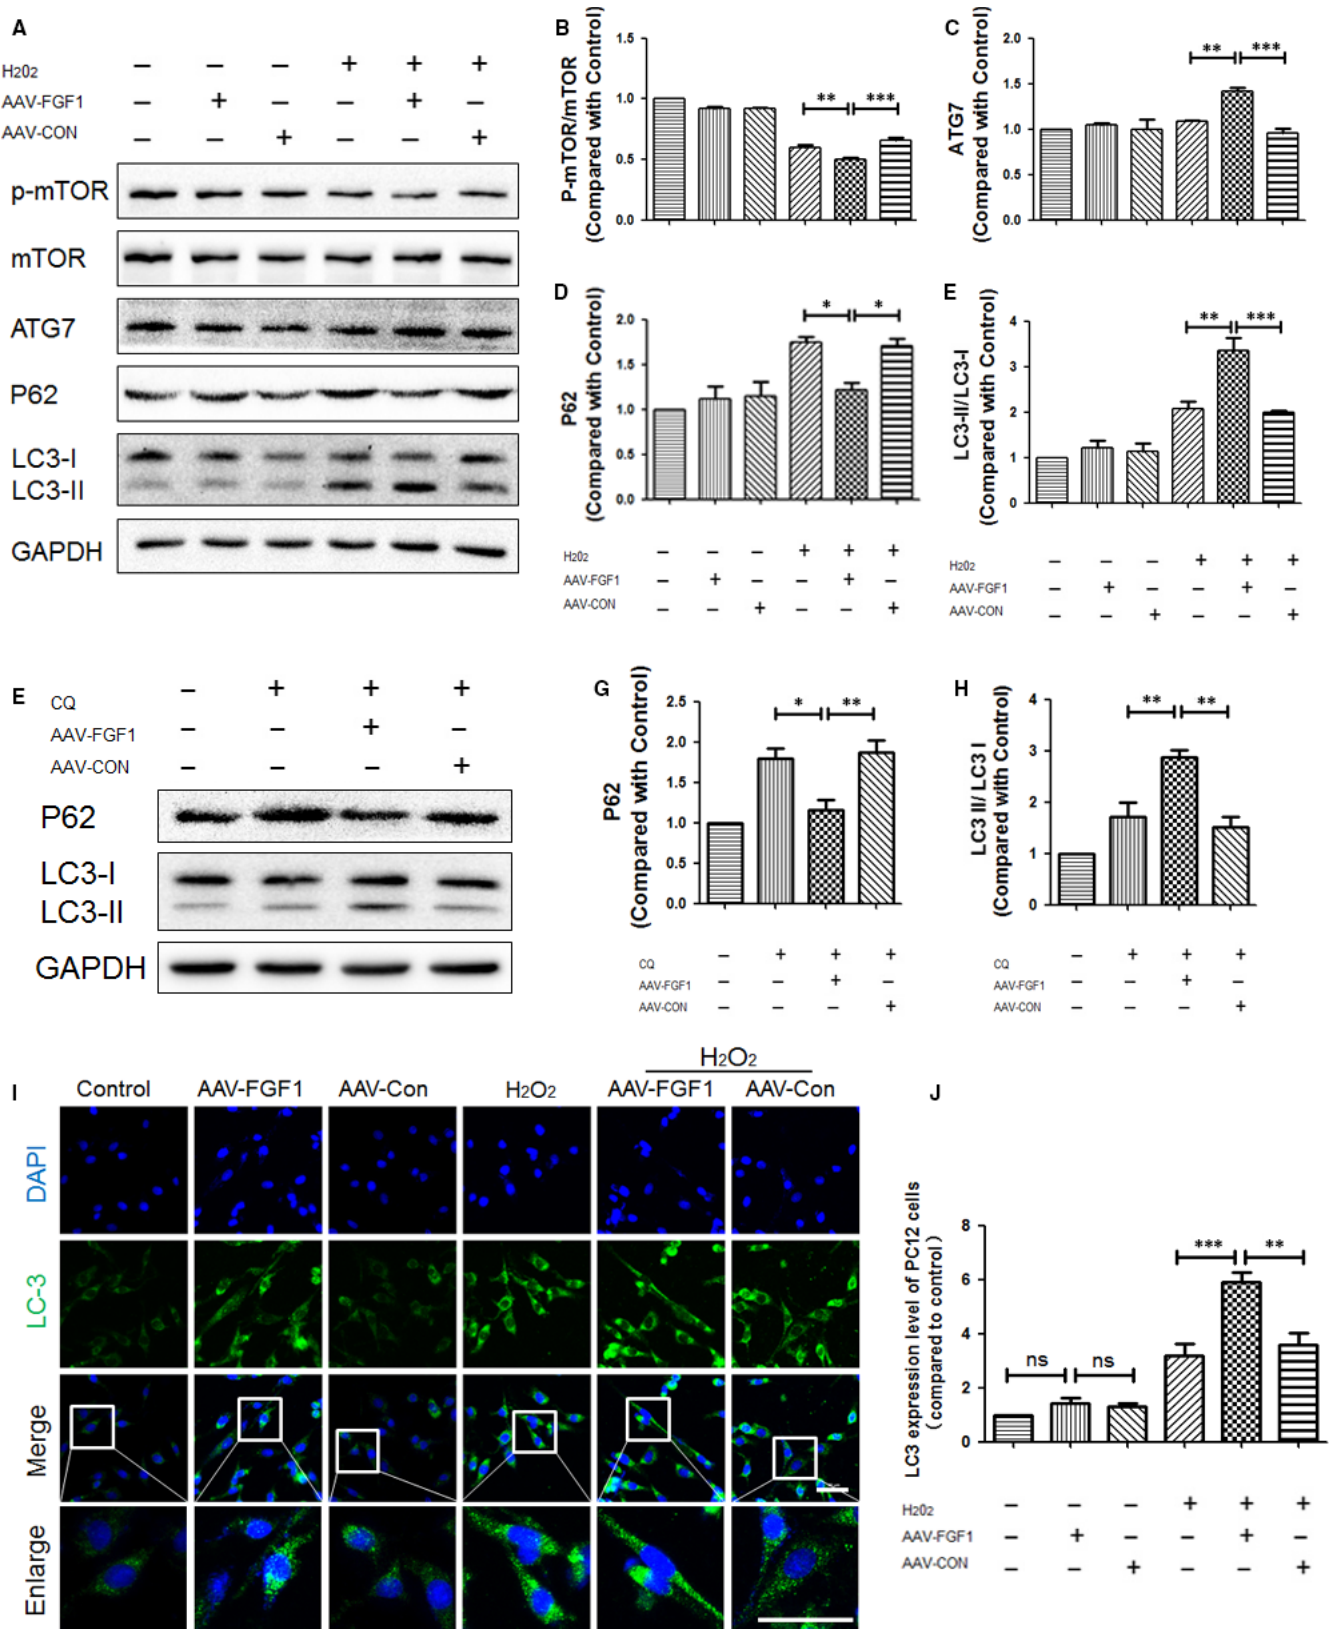 A
H2O2 – – – + + +
AAV-FGF1 – + – – + –
AAV-CON – – + – – +
p-mTOR
mTOR
ATG7
P62
LC3-I
LC3-II
GAPDH
B
P-mTOR/mTOR
(Compared with Control)
1.5
1.0
0.5
0.0
** ***
C
ATG7
(Compared with Control)
2.0
1.5
1.0
0.5
0.0
** ***
D
P62
(Compared with Control)
2.0
1.5
1.0
0.5
0.0
* *
H2O2 – – – + + +
AAV-FGF1 – + – – + –
AAV-CON – – + – – +
E
LC3-II/LC3-I
(Compared with Control)
4
3
2
1
0
** ***
H2O2 – – – + + +
AAV-FGF1 – + – – + –
AAV-CON – – + – – +
E
CQ – + + +
AAV-FGF1 – – + –
AAV-CON – – – +
P62
LC3-I
LC3-II
GAPDH
G
P62
(Compared with Control)
2.5
2.0
1.5
1.0
0.5
0.0
* **
CQ – + + +
AAV-FGF1 – – + –
AAV-CON – – – +
H
LC3 II/ LC3 I
(Compared with Control)
4
3
2
1
0
** **
CQ – + + +
AAV-FGF1 – – + –
AAV-CON – – – +
I
H2O2
Control AAV-FGF1 AAV-Con H2O2 AAV-FGF1 AAV-Con
DAPI
LC-3
Merge
Enlarge
J
LC3 expression level of PC12 cells
(compared to control)
8
6
4
2
0
ns ns *** **
H2O2 – – – + + +
AAV-FGF1 – + – – + –
AAV-CON – – + – – +